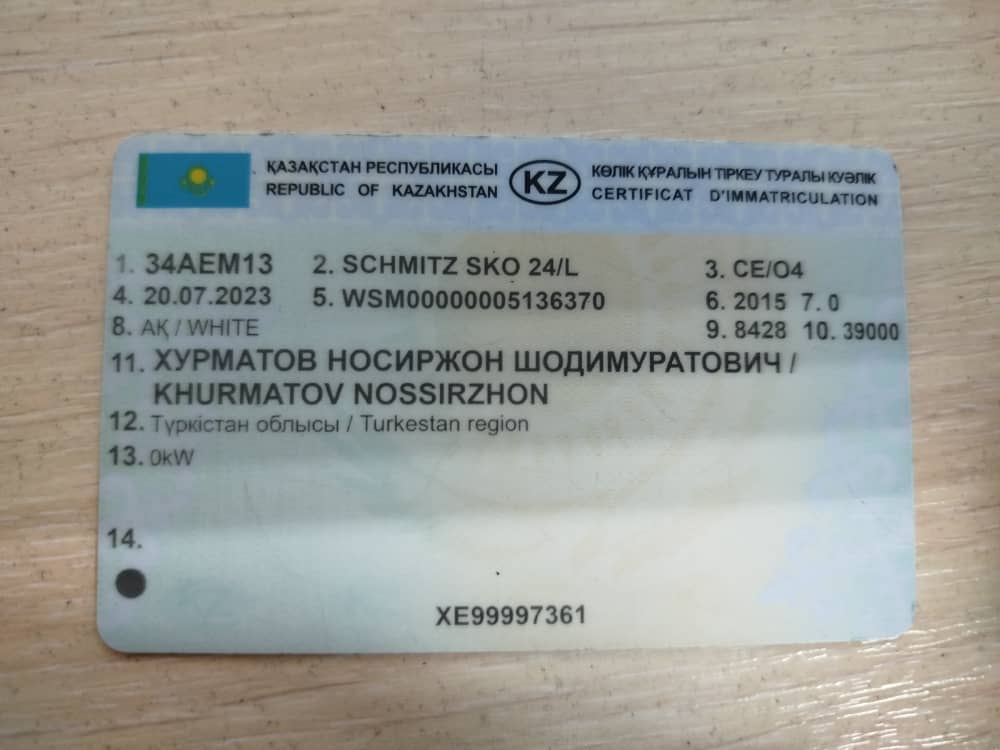 ҚАЗАҚСТАН РЕСПУБЛИКАСЫ
REPUBLIC OF KAZAKHSTAN
KZ
КӨЛІК ҚҰРАЛЫН ТІРКЕУ ТУРАЛЫ КУӘЛІК
CERTIFICAT D'IMMATRICULATION
1. 34AEM13 2. SCHMITZ SKO 24/L 3. CE/O4
4. 20.07.2023 5. WSM00000005136370 6. 2015 7. 0
8. АҚ / WHITE 9. 8428 10. 39000
11. ХУРМАТОВ НОСИРЖОН ШОДИМУРАТОВИЧ /
KHURMATOV NOSSIRZHON
12. Түркістан облысы / Turkestan region
13. 0kW
14.
XE99997361